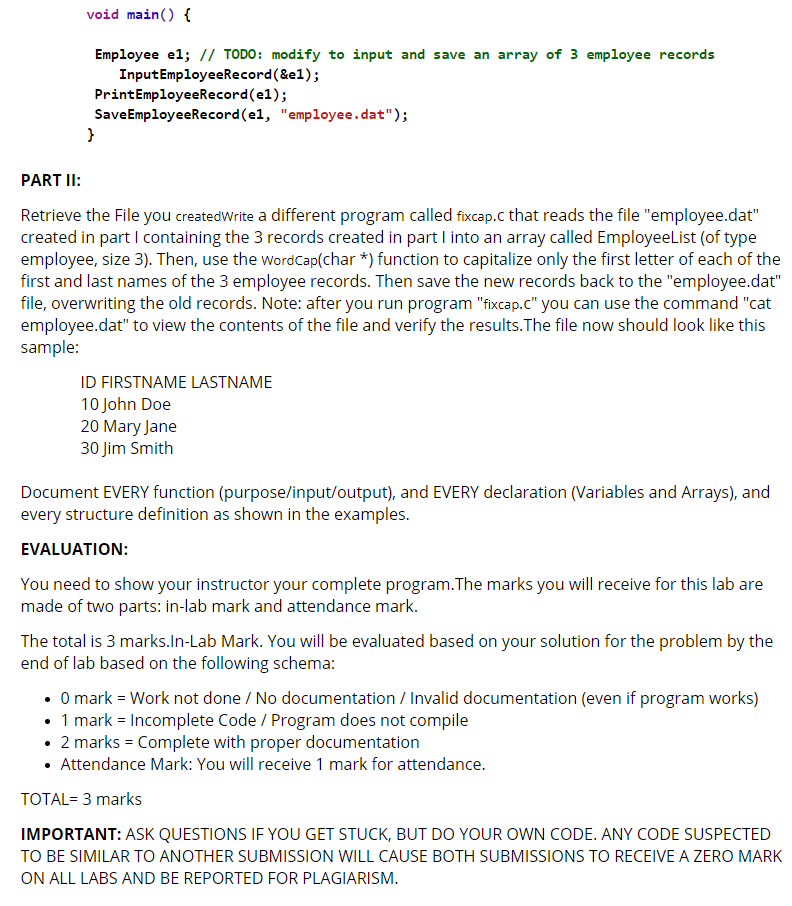 void main() {
Employee e1; // TODO: modify to input and save an array of 3 employee records
InputEmployeeRecord(&e1);
PrintEmployeeRecord(e1);
SaveEmployeeRecord(e1, "employee.dat");
}
PART II:
Retrieve the File you createdWrite a different program called fixcap.c that reads the file "employee.dat"
created in part I containing the 3 records created in part I into an array called EmployeeList (of type
employee, size 3). Then, use the WordCap(char *) function to capitalize only the first letter of each of the
first and last names of the 3 employee records. Then save the new records back to the "employee.dat"
file, overwriting the old records. Note: after you run program "fixcap.c" you can use the command "cat
employee.dat" to view the contents of the file and verify the results.The file now should look like this
sample:
ID FIRSTNAME LASTNAME
10 John Doe
20 Mary Jane
30 Jim Smith
Document EVERY function (purpose/input/output), and EVERY declaration (Variables and Arrays), and
every structure definition as shown in the examples.
EVALUATION:
You need to show your instructor your complete program.The marks you will receive for this lab are
made of two parts: in-lab mark and attendance mark.
The total is 3 marks.In-Lab Mark. You will be evaluated based on your solution for the problem by the
end of lab based on the following schema:
• 0 mark = Work not done / No documentation / Invalid documentation (even if program works)
• 1 mark = Incomplete Code / Program does not compile
• 2 marks = Complete with proper documentation
• Attendance Mark: You will receive 1 mark for attendance.
TOTAL= 3 marks
IMPORTANT: ASK QUESTIONS IF YOU GET STUCK, BUT DO YOUR OWN CODE. ANY CODE SUSPECTED
TO BE SIMILAR TO ANOTHER SUBMISSION WILL CAUSE BOTH SUBMISSIONS TO RECEIVE A ZERO MARK
ON ALL LABS AND BE REPORTED FOR PLAGIARISM.